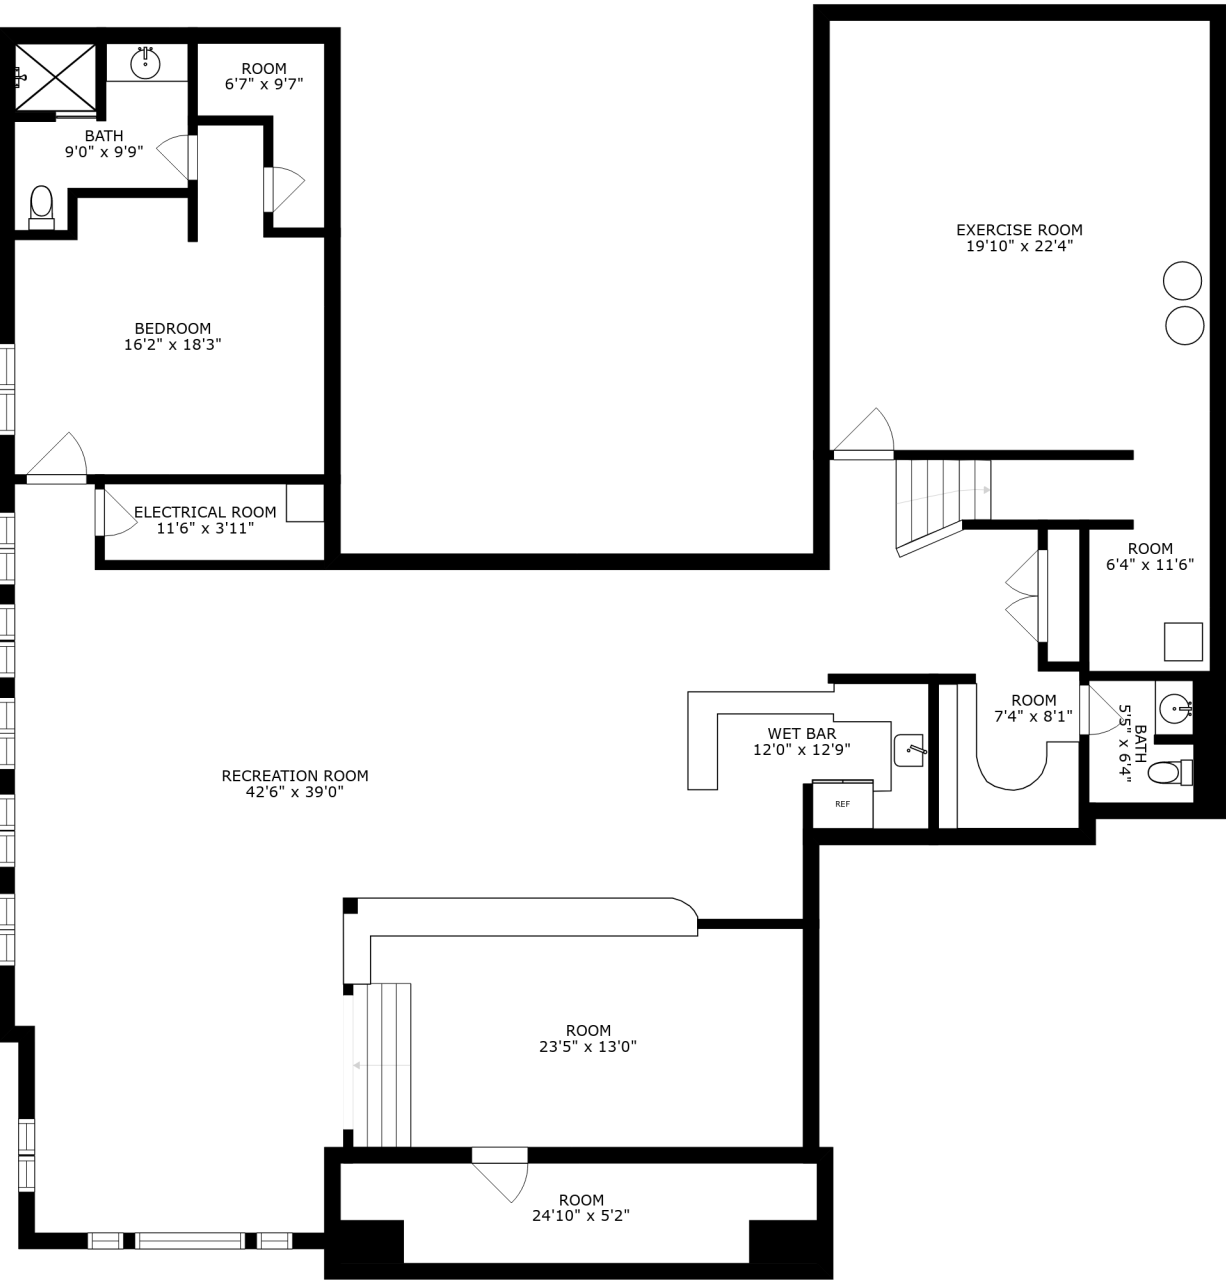 ROOM
6'7" x 9'7"
BATH
9'0" x 9'9"
EXERCISE ROOM
19'10" x 22'4"
BEDROOM
16'2" x 18'3"
ELECTRICAL ROOM
11'6" x 3'11"
ROOM
6'4" x 11'6"
ROOM
7'4" x 8'1"
BATH
5'5" x 6'4"
WET BAR
12'0" x 12'9"
REF
RECREATION ROOM
42'6" x 39'0"
ROOM
23'5" x 13'0"
ROOM
24'10" x 5'2"